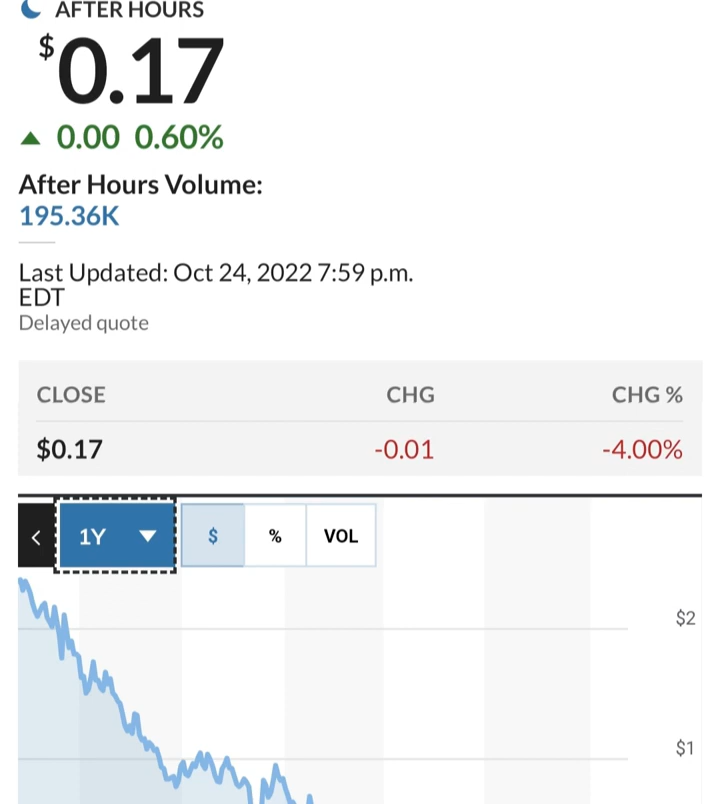 AFTER HOURS
$0.17
0.00 0.60%
After Hours Volume:
195.36K
Last Updated: Oct 24, 2022 7:59 p.m.
EDT
Delayed quote
CLOSE CHG CHG %
$0.17 -0.01 -4.00%
1Y $ % VOL
$2
$1